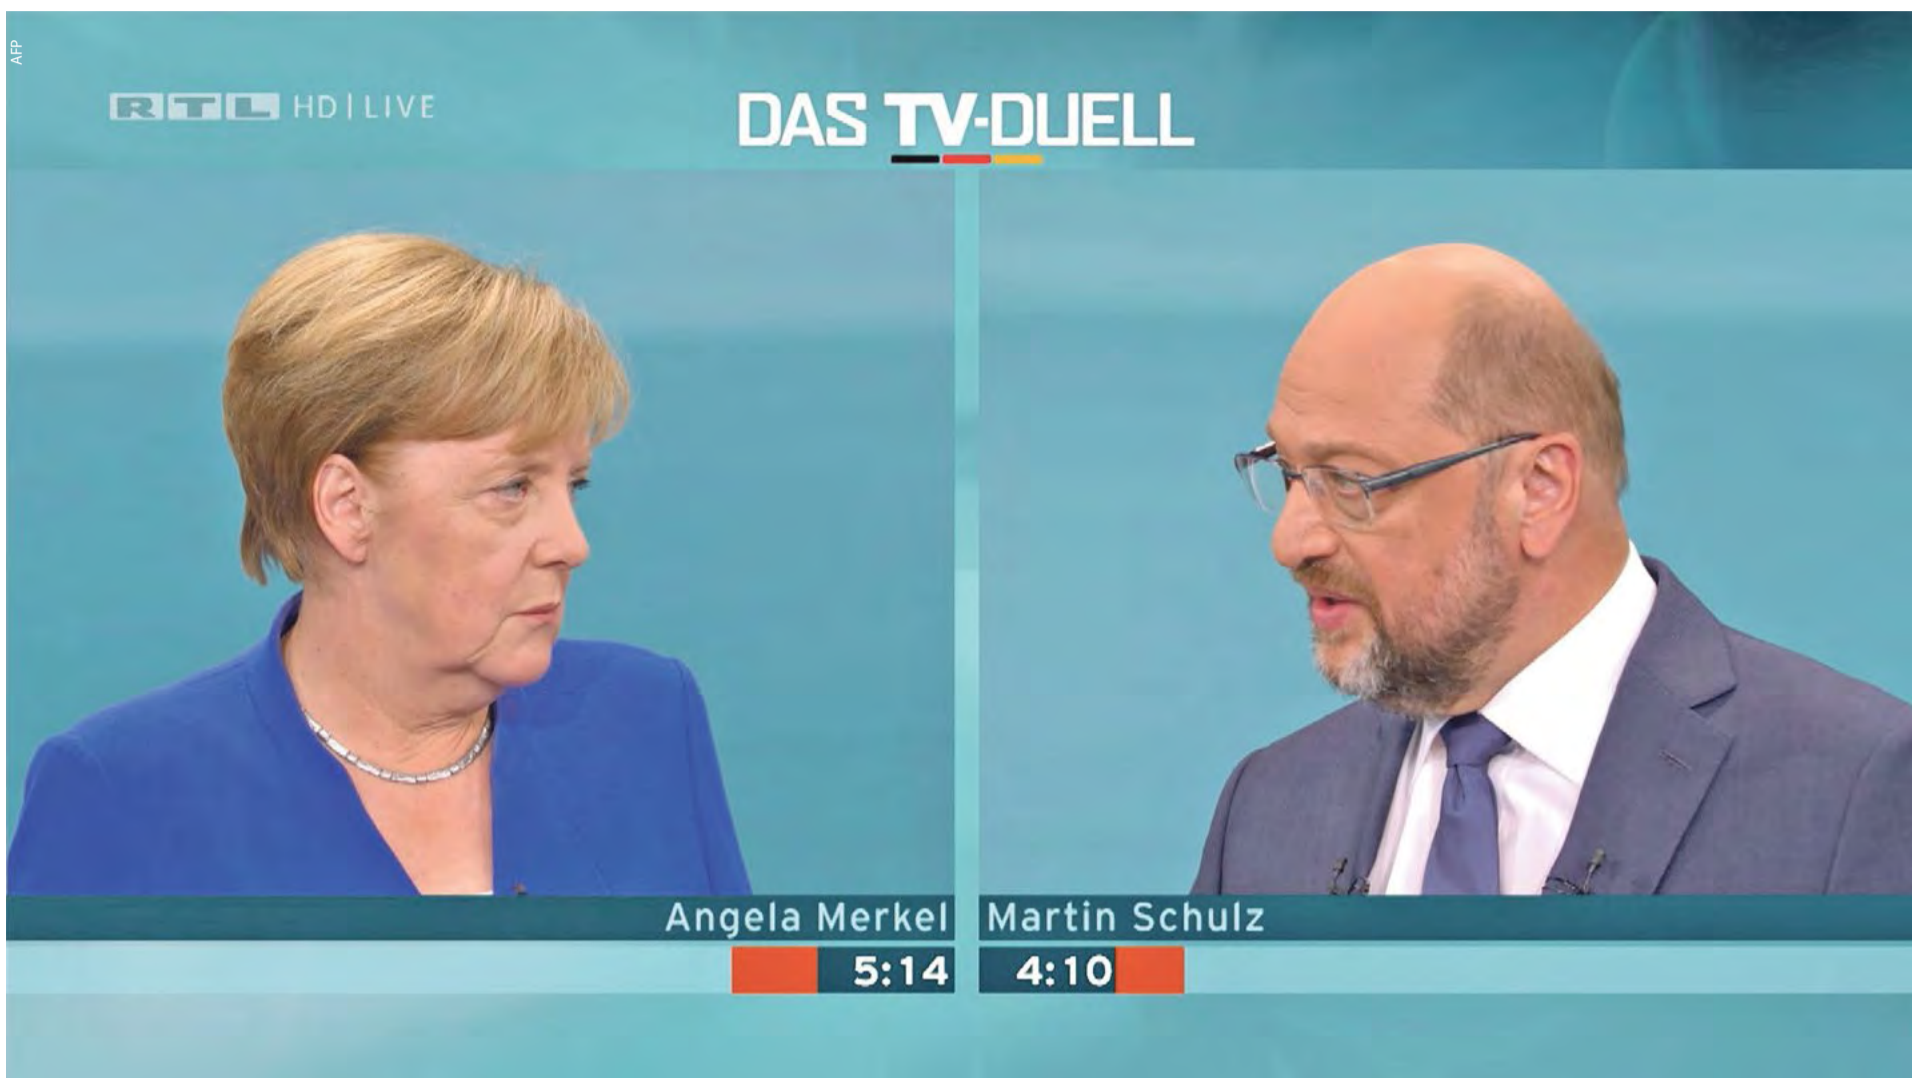 AFP
RTL HD | LIVE
DAS TV-DUELL
Angela Merkel
Martin Schulz
5:14
4:10